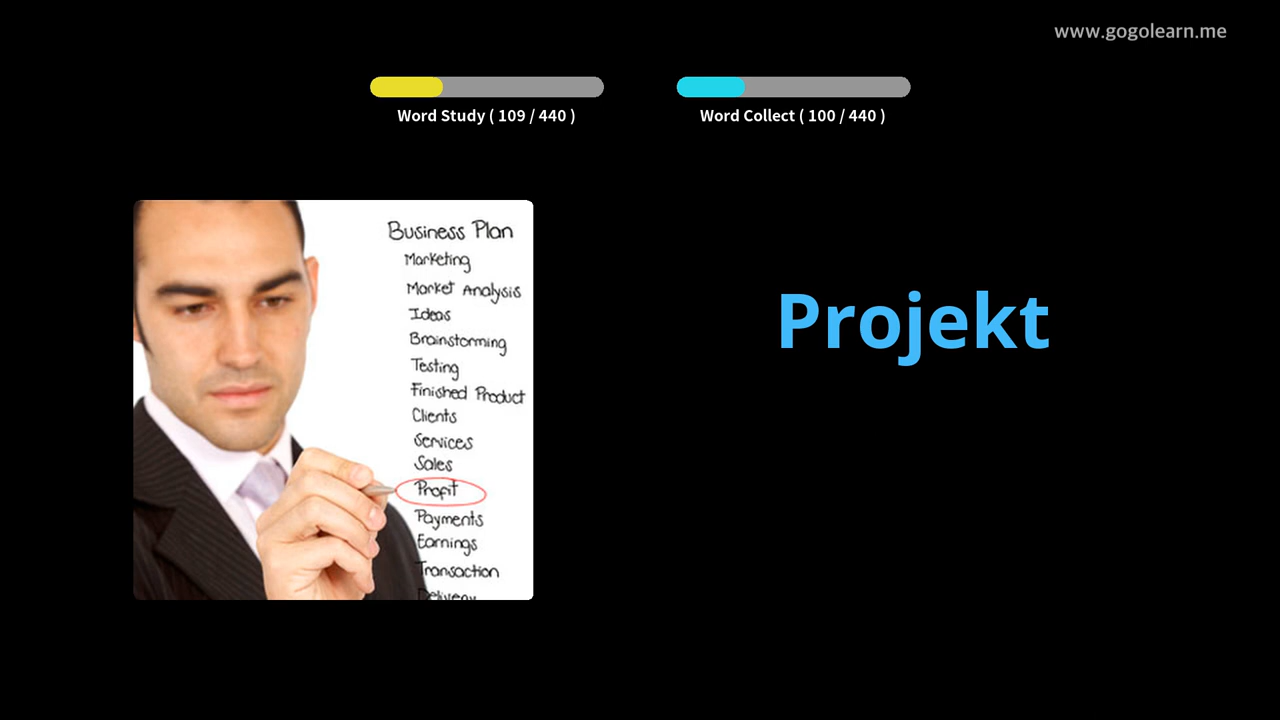 www.gogolearn.me
Word Study ( 109 / 440 )
Word Collect ( 100 / 440 )
Business Plan
Marketing
Market Analysis
Ideas
Brainstorming
Testing
Finished Product
Clients
Services
Sales
Profit
Payments
Earnings
Transaction
Delivery
Projekt